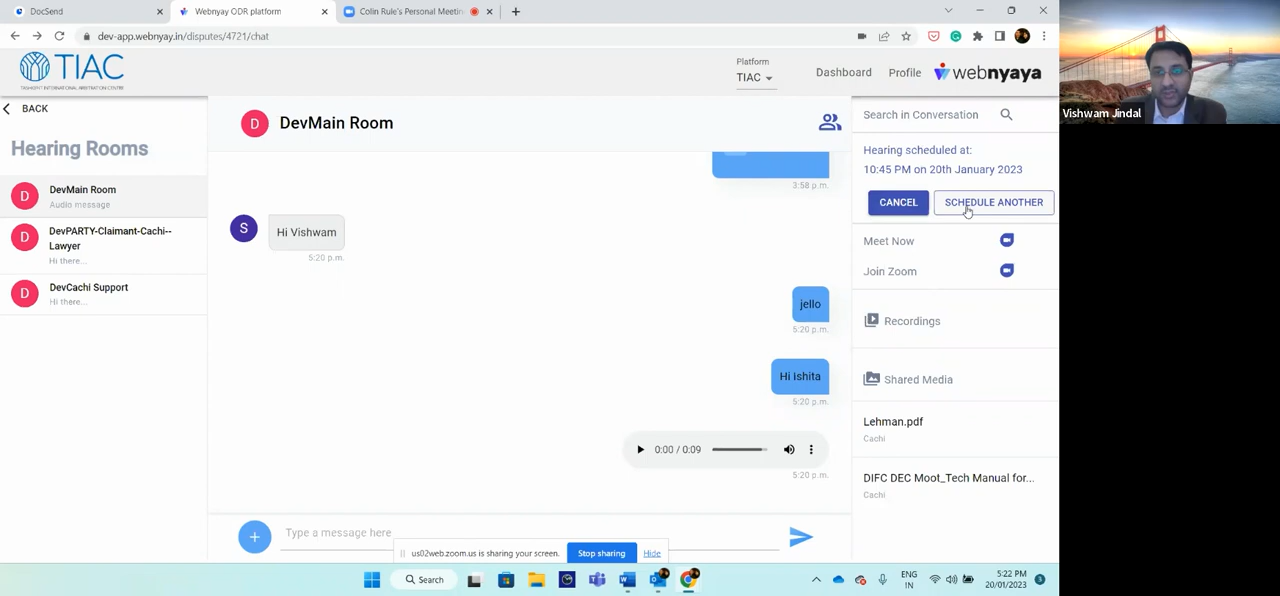 DocSend
Webnyay ODR platform
Colin Rule's Personal Meetin
dev-app.webnyay.in/disputes/4721/chat
TIAC
TASHKENT INTERNATIONAL ARBITRATION CENTRE
Platform
TIAC
Dashboard
Profile
webnyaya
BACK
Hearing Rooms
D
DevMain Room
Audio message
D
DevPARTY-Claimant-Cachi--
Lawyer
Hi there...
D
DevCachi Support
Hi there...
D
DevMain Room
3:58 p.m.
S
Hi Vishwam
5:20 p.m.
jello
5:20 p.m.
Hi ishita
5:20 p.m.
0:00 / 0:09
5:20 p.m.
Type a message here
us02web.zoom.us is sharing your screen.
Stop sharing
Hide
Search in Conversation
Hearing scheduled at:
10:45 PM on 20th January 2023
CANCEL
SCHEDULE ANOTHER
Meet Now
Join Zoom
Recordings
Shared Media
Lehman.pdf
Cachi
DIFC DEC Moot_Tech Manual for...
Cachi
Vishwam Jindal
Search
ENG
IN
5:22 PM
20/01/2023
3